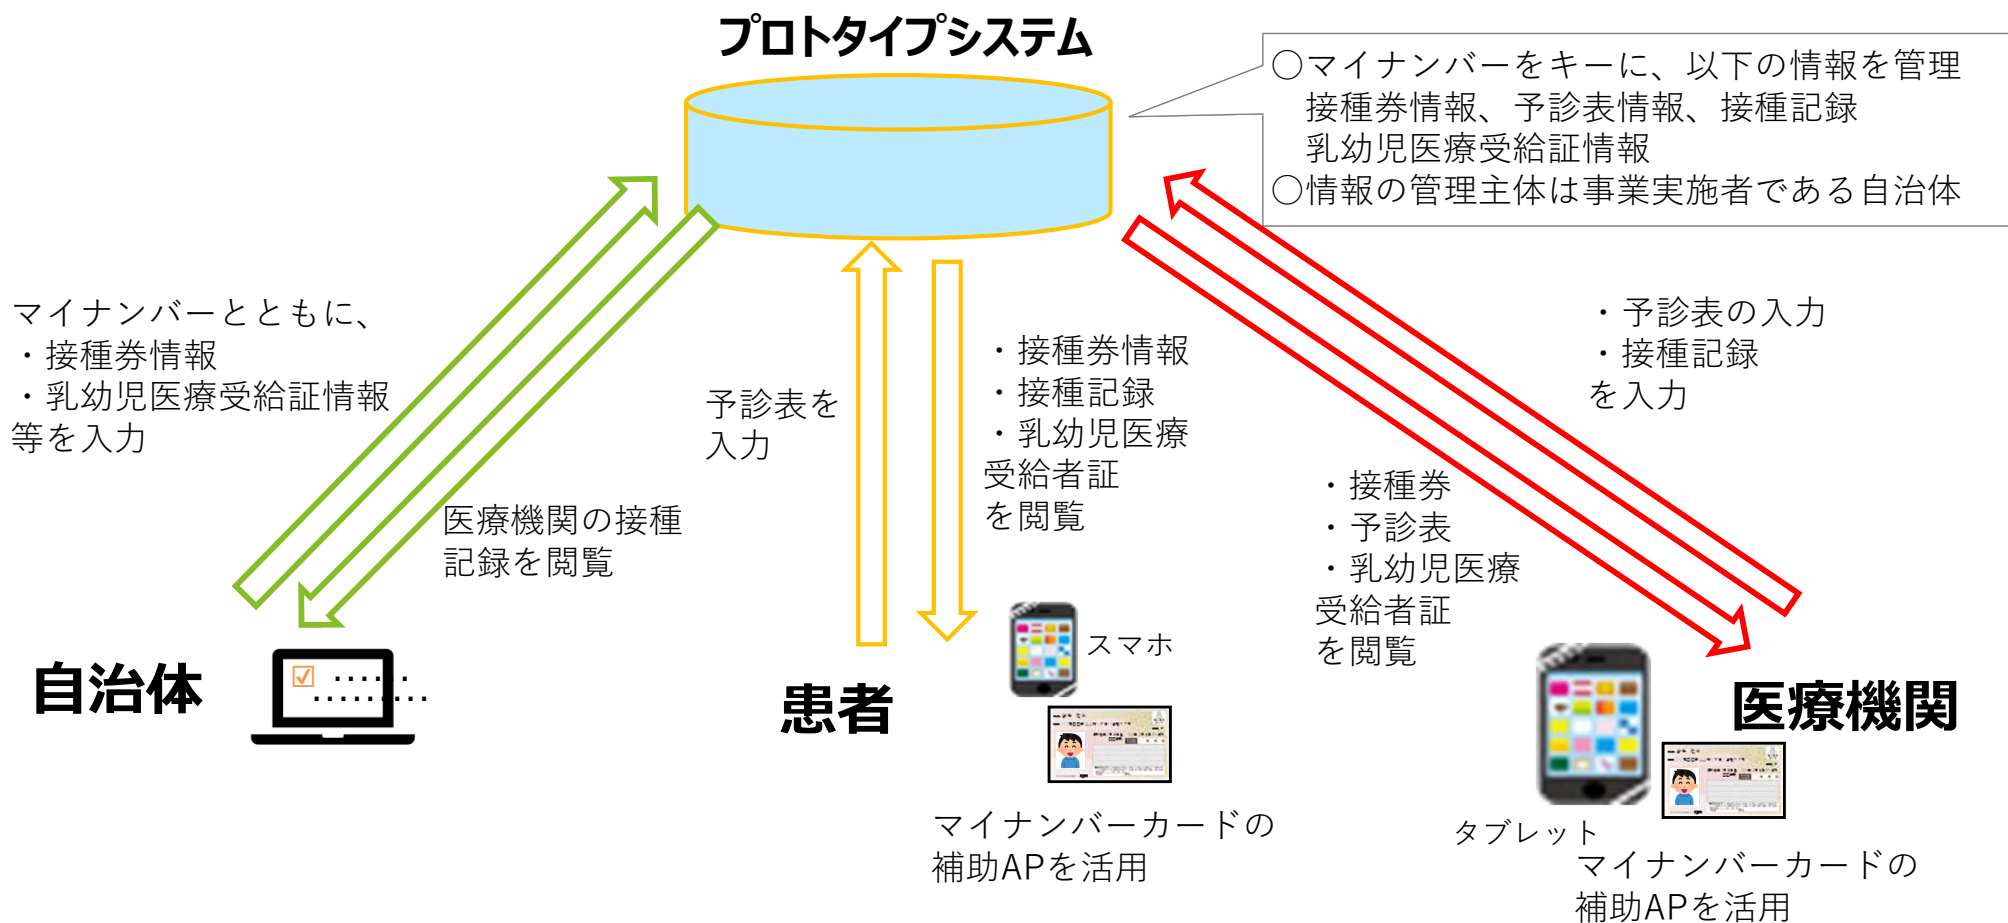 プロトタイプシステム
○マイナンバーをキーに、以下の情報を管理
接種券情報、予診表情報、接種記録
乳幼児医療受給証情報
○情報の管理主体は事業実施者である自治体
マイナンバーとともに、
・接種券情報
・乳幼児医療受給証情報
等を入力
医療機関の接種
記録を閲覧
予診表を
入力
・接種券情報
・接種記録
・乳幼児医療
受給者証
を閲覧
・予診表の入力
・接種記録
を入力
・接種券
・予診表
・乳幼児医療
受給者証
を閲覧
自治体
患者
スマホ
マイナンバーカードの
補助APを活用
医療機関
タブレット
マイナンバーカードの
補助APを活用